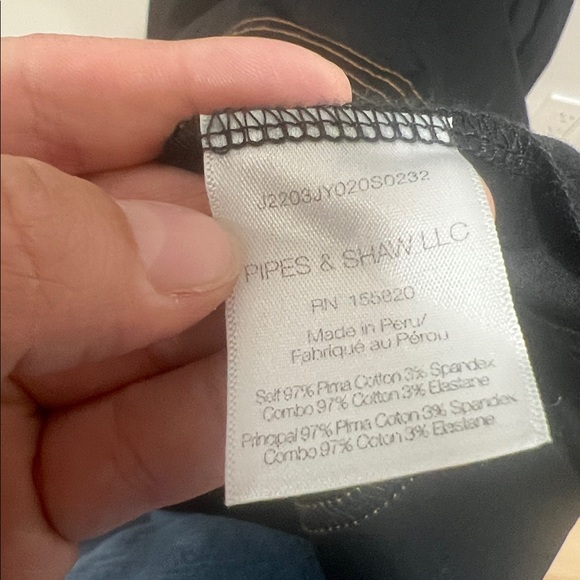 J2203JY020S0232
PIPES & SHAW LLC
RN 155820
Made in Peru/
Fabriqué au Pérou
Self 97% Pima Cotton 3% Spandex
Combo 97% Cotton 3% Elastane
Principal 97% Pima Coton 3% Spandex
Combo 97% Coton 3% Elastane